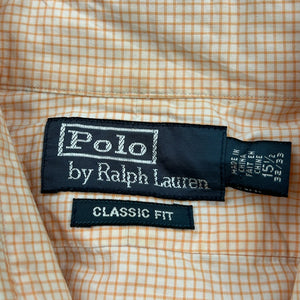 Polo
by Ralph Lauren
CLASSIC FIT
MADE IN
CHINA
FAIT EN
CHINE
15 1/2
32/33